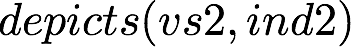 depicts(vs2, ind2)